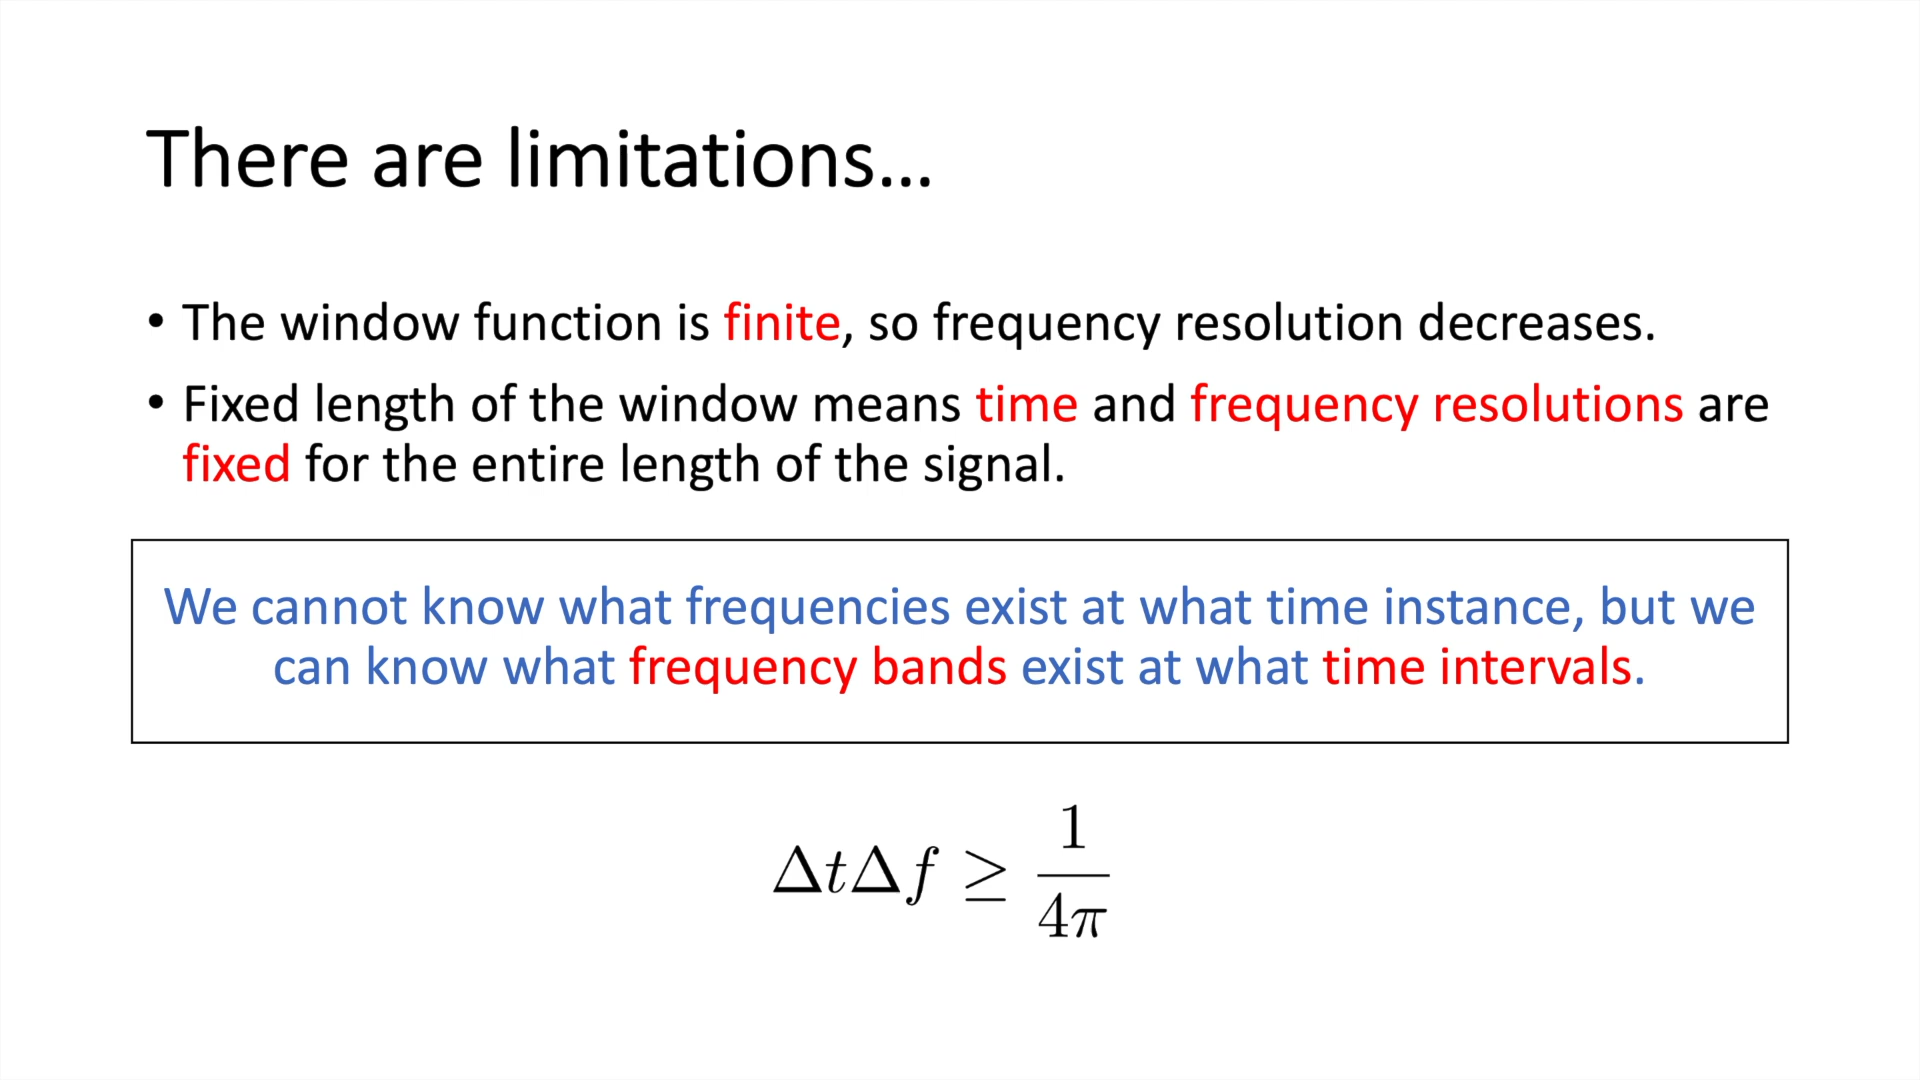 There are limitations...
• The window function is finite, so frequency resolution decreases.
• Fixed length of the window means time and frequency resolutions are
fixed for the entire length of the signal.
We cannot know what frequencies exist at what time instance, but we
can know what frequency bands exist at what time intervals.
ΔtΔf ≥ 1/4π